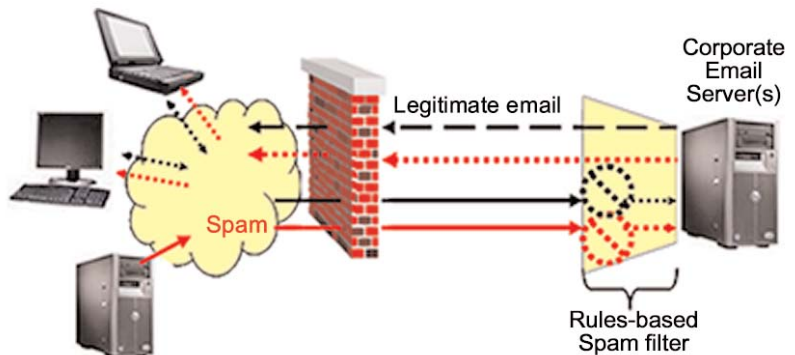 Corporate
Email
Server(s)
Legitimate email
Spam
Rules-based
Spam filter